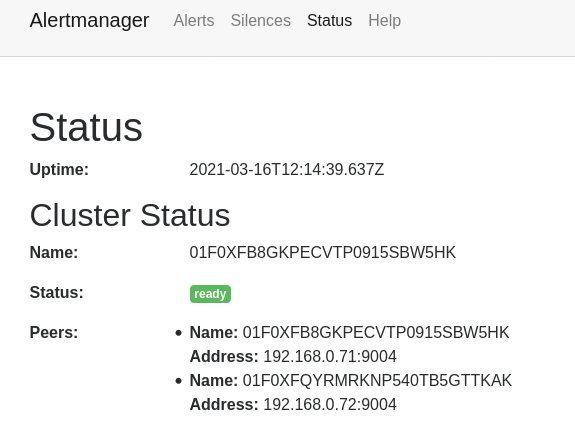 Alertmanager Alerts Silences Status Help
Status
Uptime: 2021-03-16T12:14:39.637Z
Cluster Status
Name: 01F0XFB8GKPECVTP0915SBW5HK
Status: ready
Peers: • Name: 01F0XFB8GKPECVTP0915SBW5HK
Address: 192.168.0.71:9004
• Name: 01F0XFQYRMRKNP540TB5GTTKAK
Address: 192.168.0.72:9004